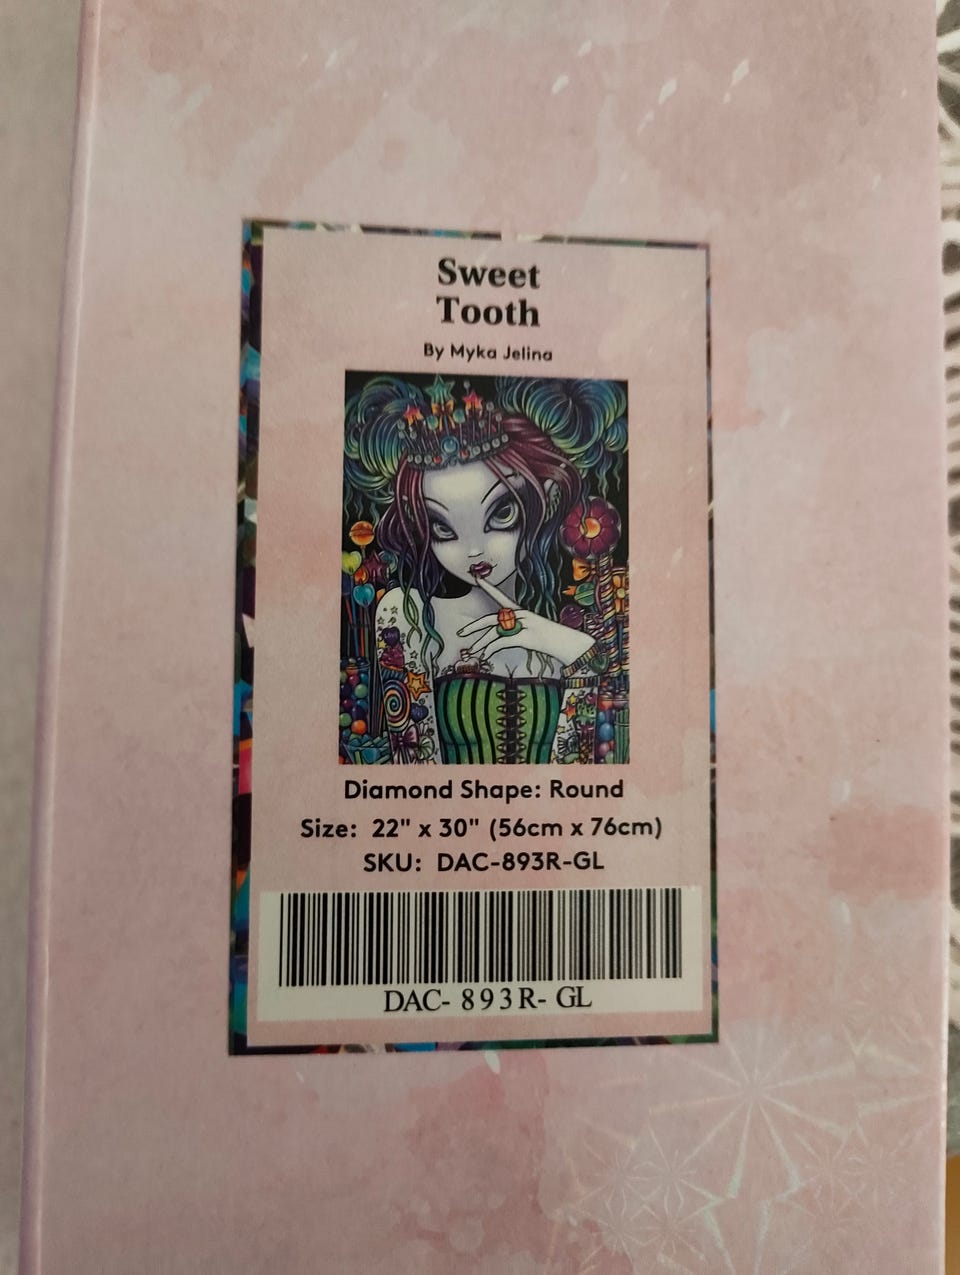 Sweet
Tooth
By Myka Jelina
Diamond Shape: Round
Size: 22" x 30" (56cm x 76cm)
SKU: DAC-893R-GL
DAC- 893R- GL